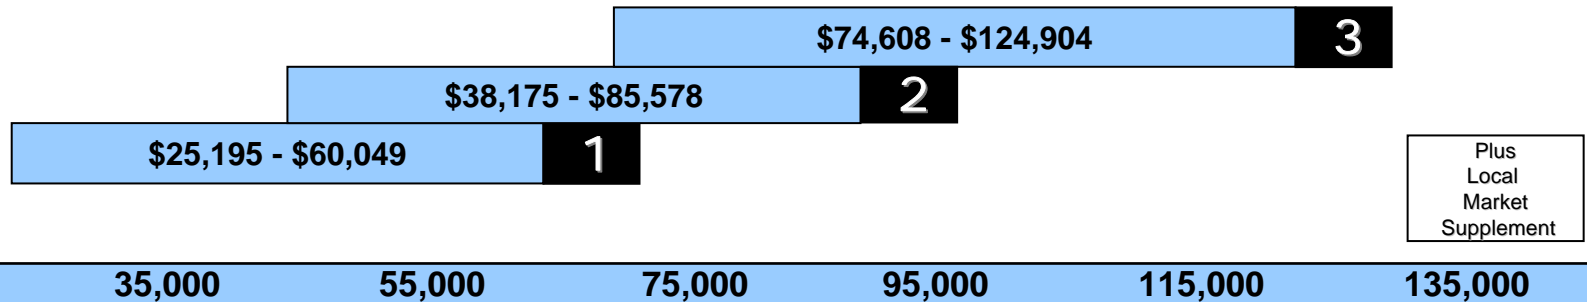 $74,608 - $124,904 3
$38,175 - $85,578 2
$25,195 - $60,049 1
Plus
Local
Market
Supplement
35,000 55,000 75,000 95,000 115,000 135,000